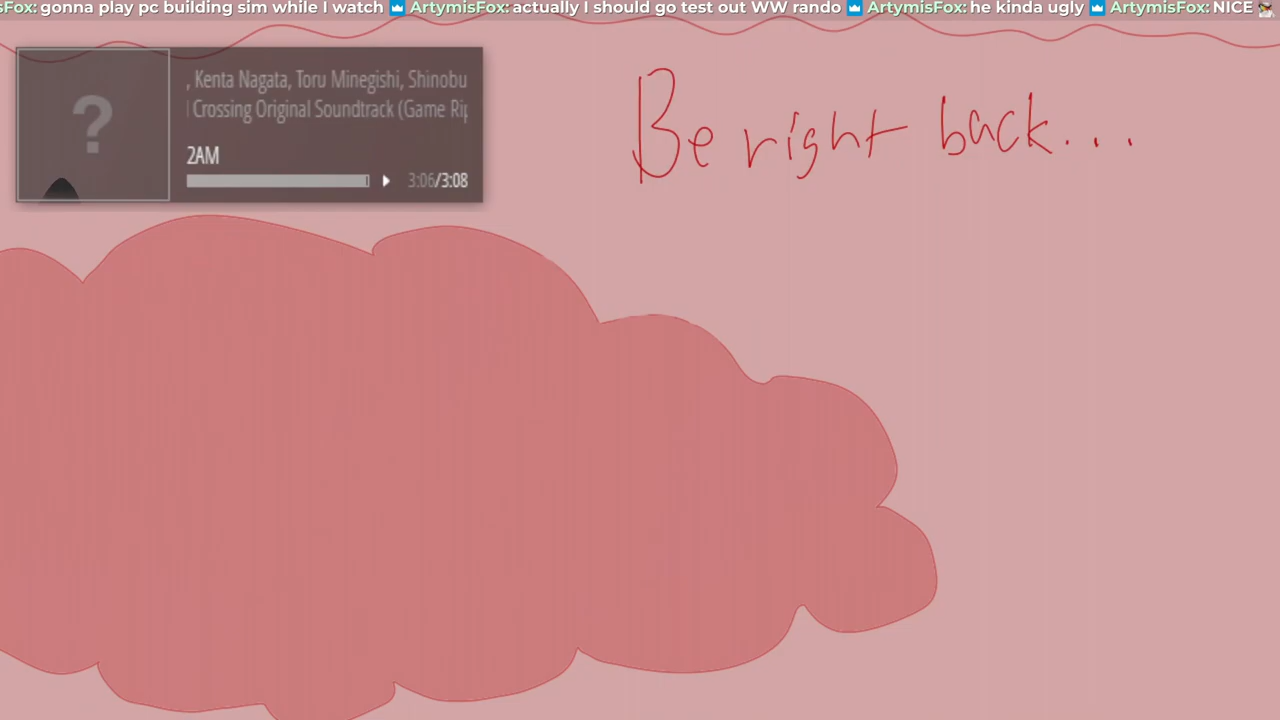 sFox: gonna play pc building sim while I watch ArtymisFox: actually I should go test out WW rando ArtymisFox: he kinda ugly ArtymisFox: NICE
?
, Kenta Nagata, Toru Minegishi, Shinobu
Crossing Original Soundtrack (Game Rip
2AM
3:06/3:08
Be right back...